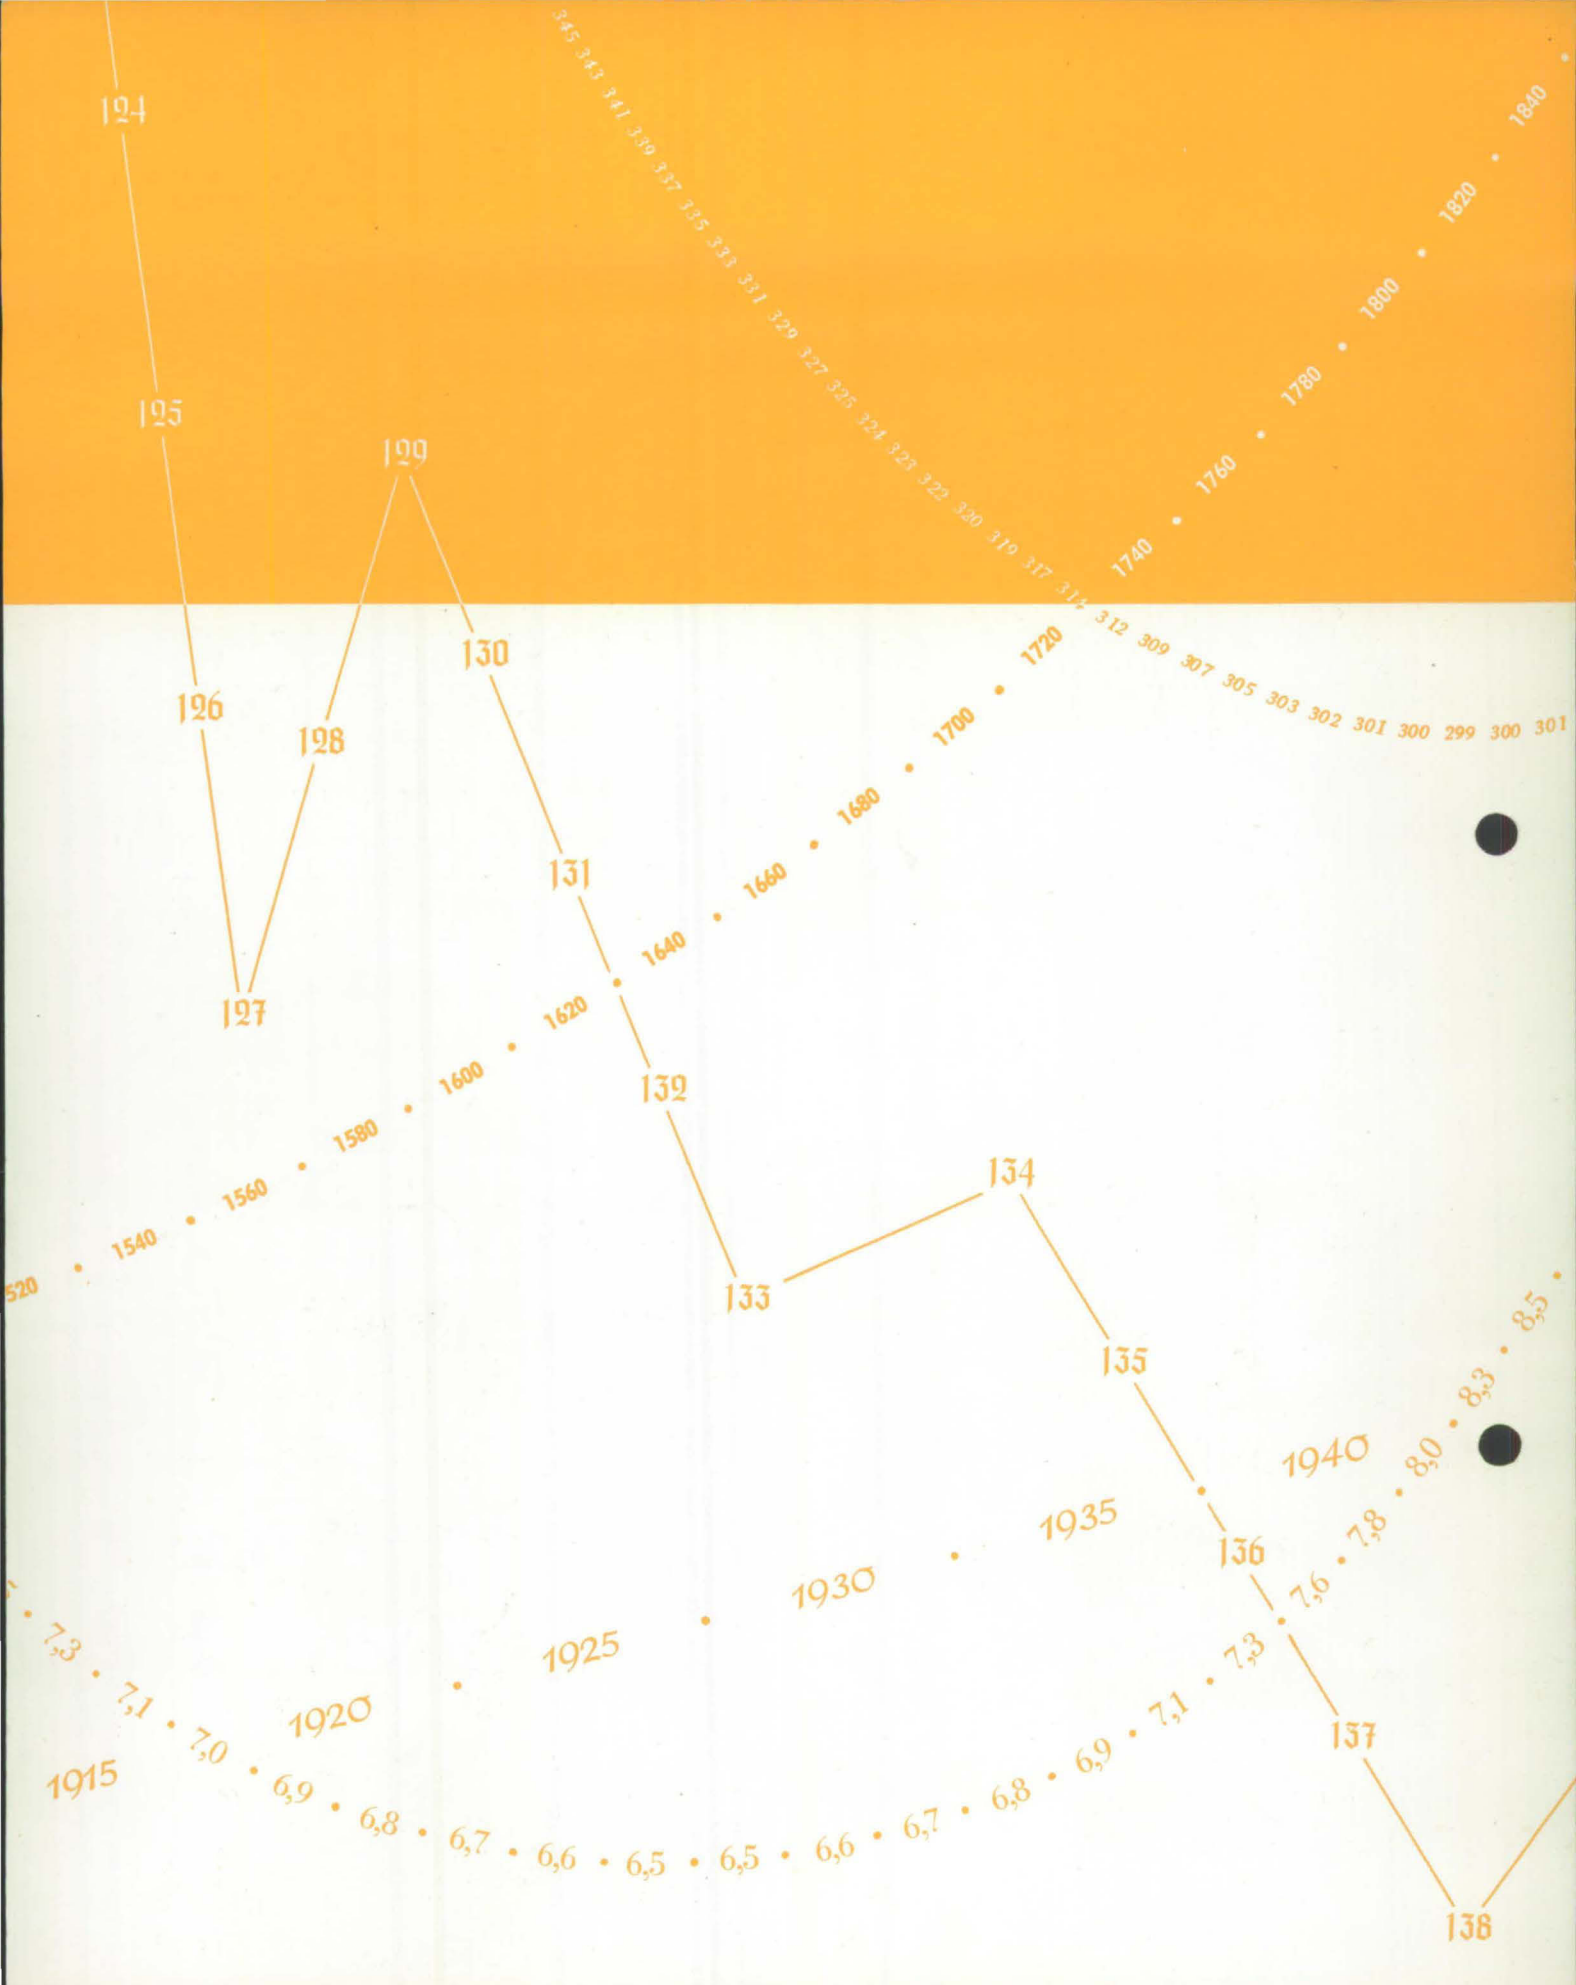 124 125 126 127 128 129 130 131 132 133 134 135 136 137 138
345 343 341 339 337 335 333 331 329 327 325 324 323 322 320 319 317 314 312 309 307 305 303 302 301 300 299 300 301
520 • 1540 • 1560 • 1580 • 1600 • 1620 • 1640 • 1660 • 1680 • 1700 • 1720 1740 • 1760 • 1780 • 1800 • 1820 • 1840 •
1915 1920 • 1925 • 1930 • 1935 • 1940
• 7,3 • 7,1 • 7,0 • 6,9 • 6,8 • 6,7 • 6,6 • 6,5 • 6,5 • 6,6 • 6,7 • 6,8 • 6,9 • 7,1 • 7,3 • 7,6 • 7,8 • 8,0 • 8,3 • 8,5 •